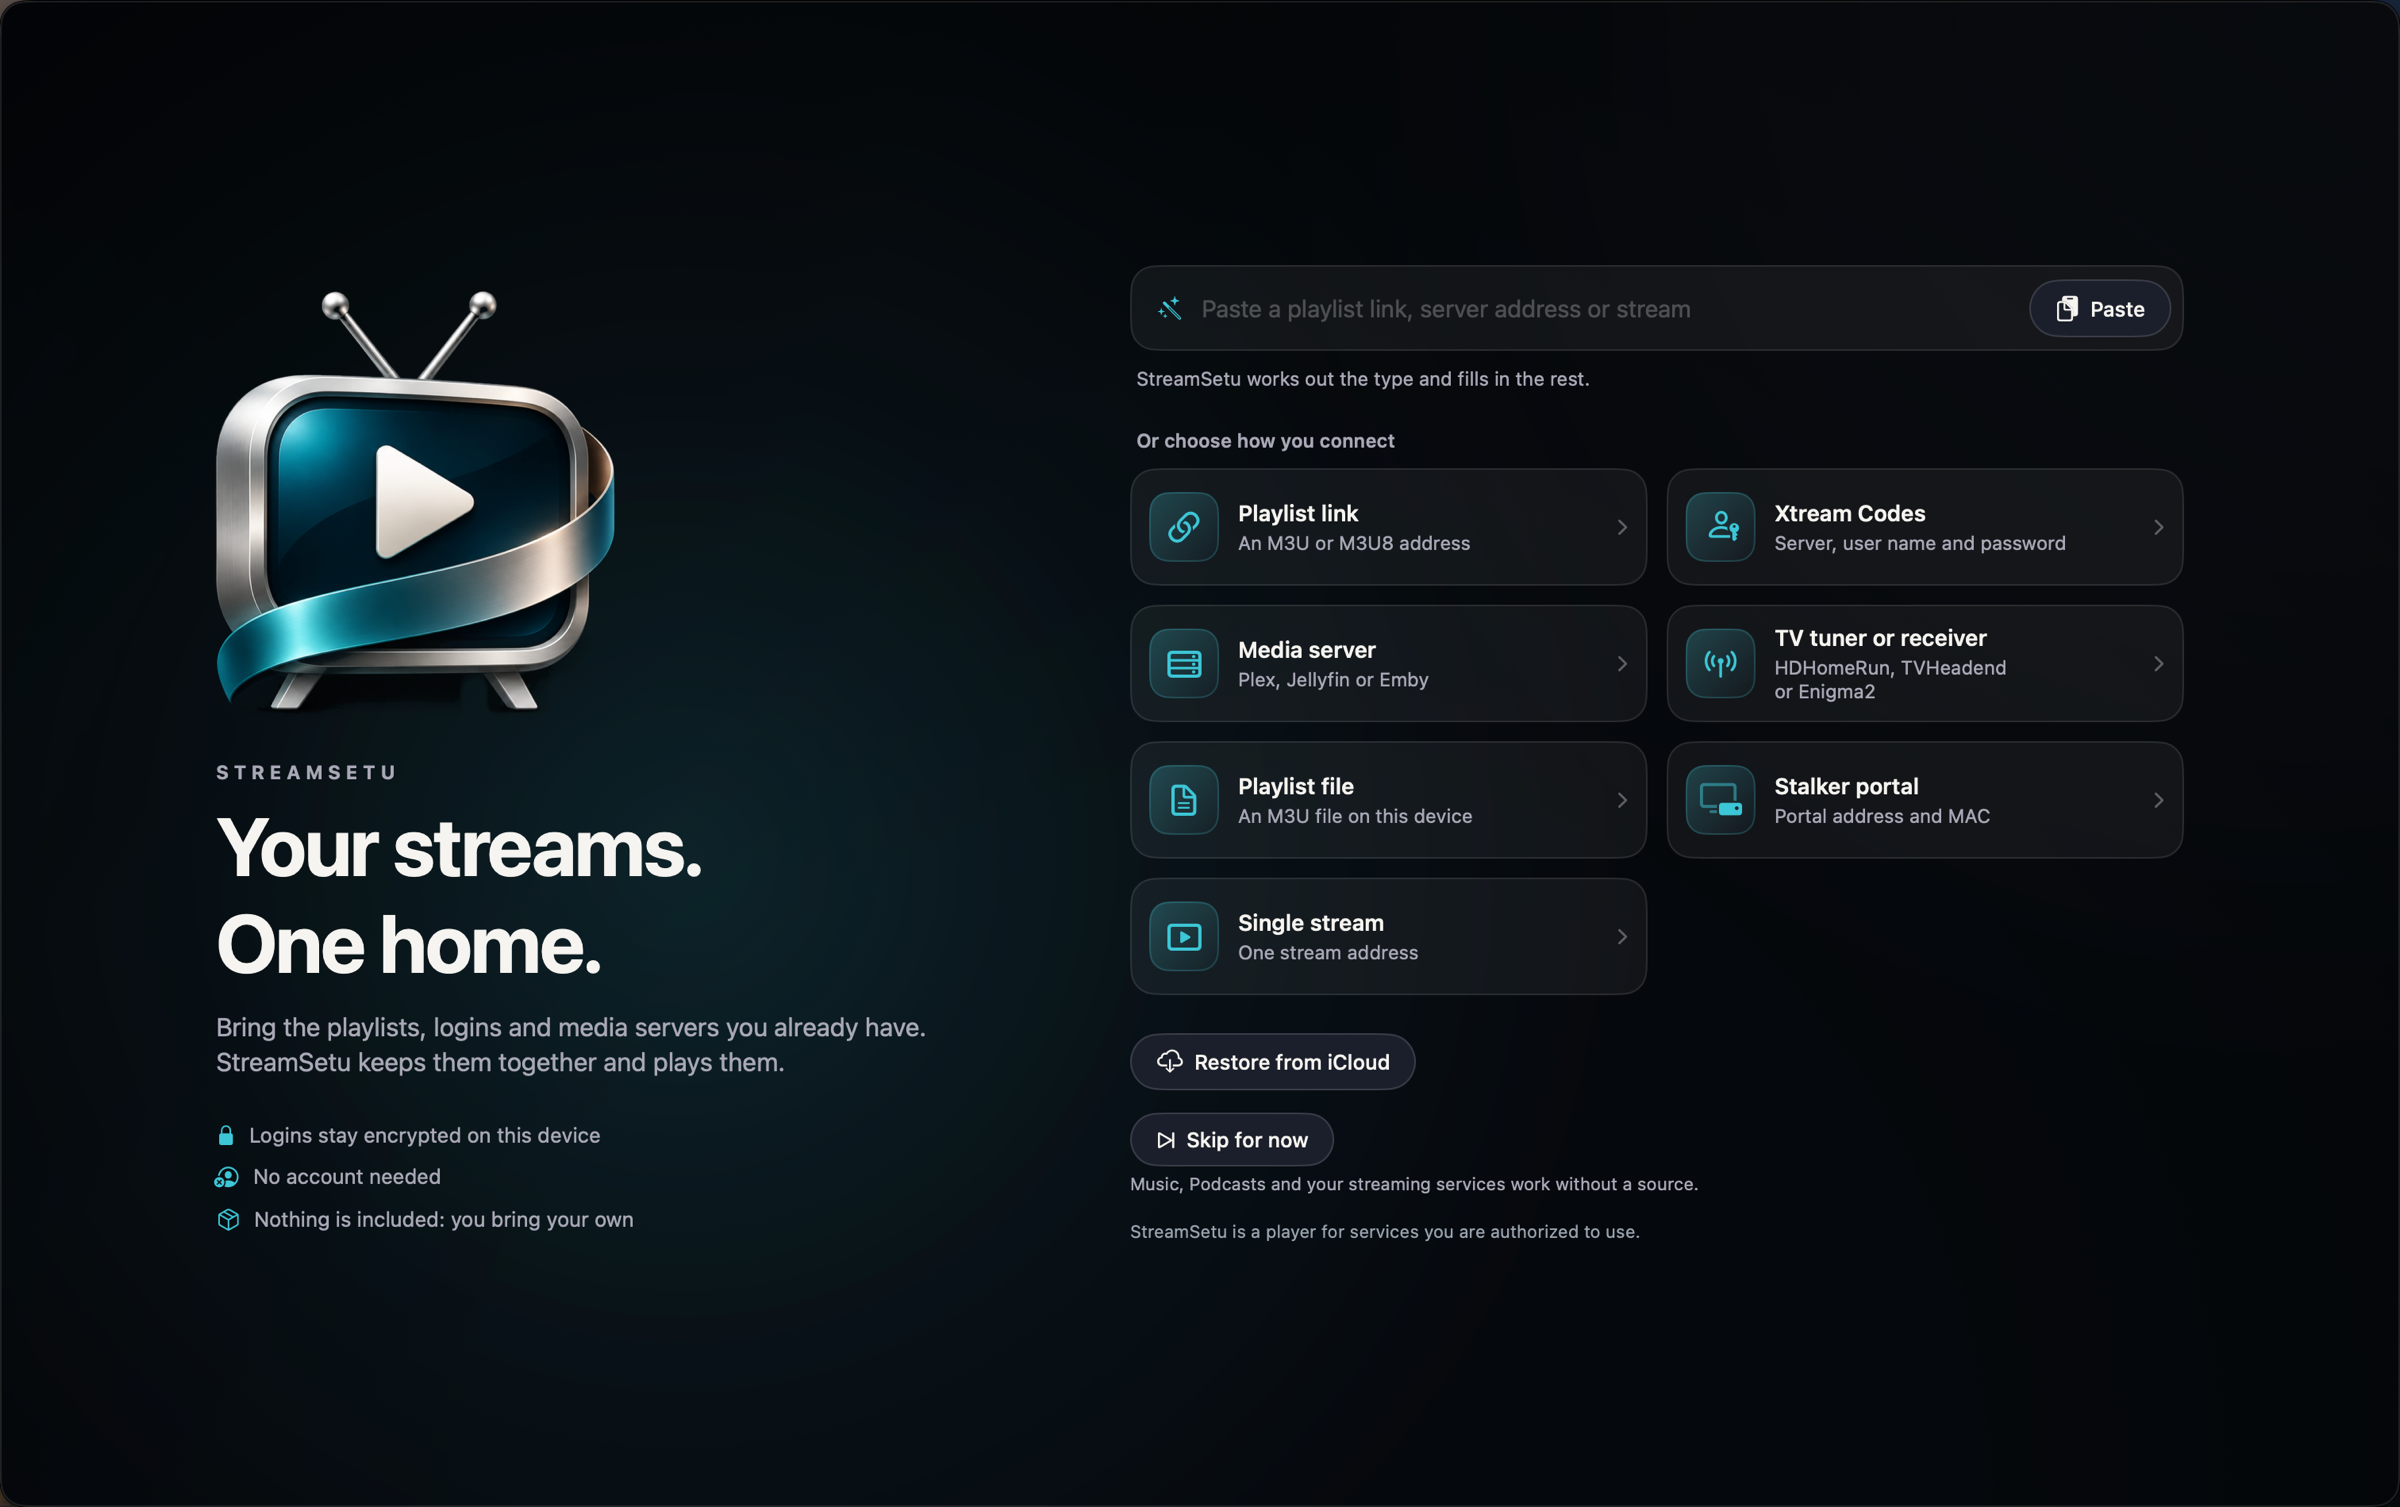 STREAMSETU
Your streams.
One home.
Bring the playlists, logins and media servers you already have.
StreamSetu keeps them together and plays them.
Logins stay encrypted on this device
No account needed
Nothing is included: you bring your own
Paste a playlist link, server address or stream
Paste
StreamSetu works out the type and fills in the rest.
Or choose how you connect
Playlist link
An M3U or M3U8 address
Xtream Codes
Server, user name and password
Media server
Plex, Jellyfin or Emby
TV tuner or receiver
HDHomeRun, TVHeadend
or Enigma2
Playlist file
An M3U file on this device
Stalker portal
Portal address and MAC
Single stream
One stream address
Restore from iCloud
Skip for now
Music, Podcasts and your streaming services work without a source.
StreamSetu is a player for services you are authorized to use.